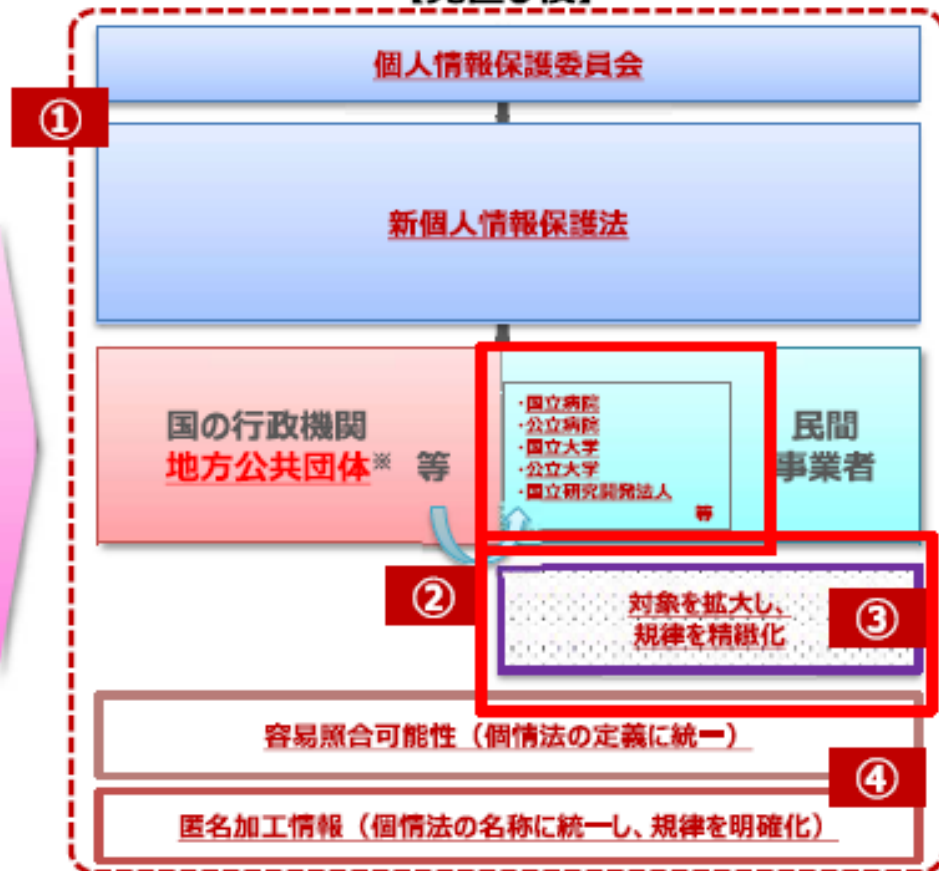 【見直し後】
①
個人情報保護委員会
新個人情報保護法
国の行政機関
地方公共団体※ 等
・国立病院
・公立病院
・国立大学
・公立大学
・国立研究開発法人
等
民間
事業者
②
対象を拡大し、
規律を精緻化
③
容易照合可能性（個情法の定義に統一）
④
匿名加工情報（個情法の名称に統一し、規律を明確化）